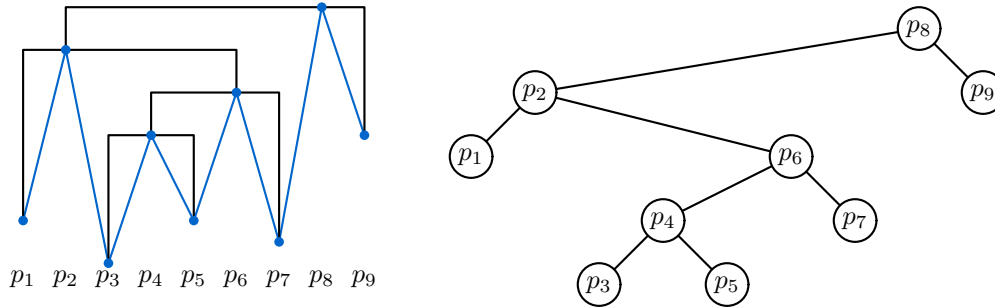 p₈
p₂ p₉
p₁ p₆
p₄ p₇
p₁ p₂ p₃ p₄ p₅ p₆ p₇ p₈ p₉
p₃ p₅